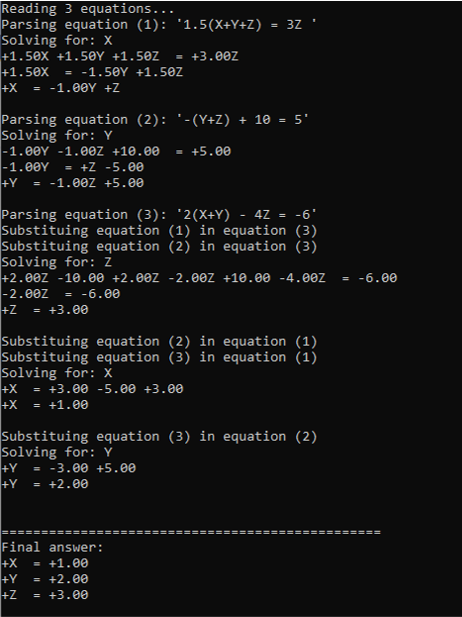 Reading 3 equations...
Parsing equation (1): '1.5(X+Y+Z) = 3Z '
Solving for: X
+1.50X +1.50Y +1.50Z  = +3.00Z
+1.50X  = -1.50Y +1.50Z
+X  = -1.00Y +Z
Parsing equation (2): '-(Y+Z) + 10 = 5'
Solving for: Y
-1.00Y -1.00Z +10.00  = +5.00
-1.00Y  = +Z -5.00
+Y  = -1.00Z +5.00
Parsing equation (3): '2(X+Y) - 4Z = -6'
Substituing equation (1) in equation (3)
Substituing equation (2) in equation (3)
Solving for: Z
+2.00Z -10.00 +2.00Z -2.00Z +10.00 -4.00Z  = -6.00
-2.00Z  = -6.00
+Z  = +3.00
Substituing equation (2) in equation (1)
Substituing equation (3) in equation (1)
Solving for: X
+X  = +3.00 -5.00 +3.00
+X  = +1.00
Substituing equation (3) in equation (2)
Solving for: Y
+Y  = -3.00 +5.00
+Y  = +2.00
================================================
Final answer:
+X  = +1.00
+Y  = +2.00
+Z  = +3.00